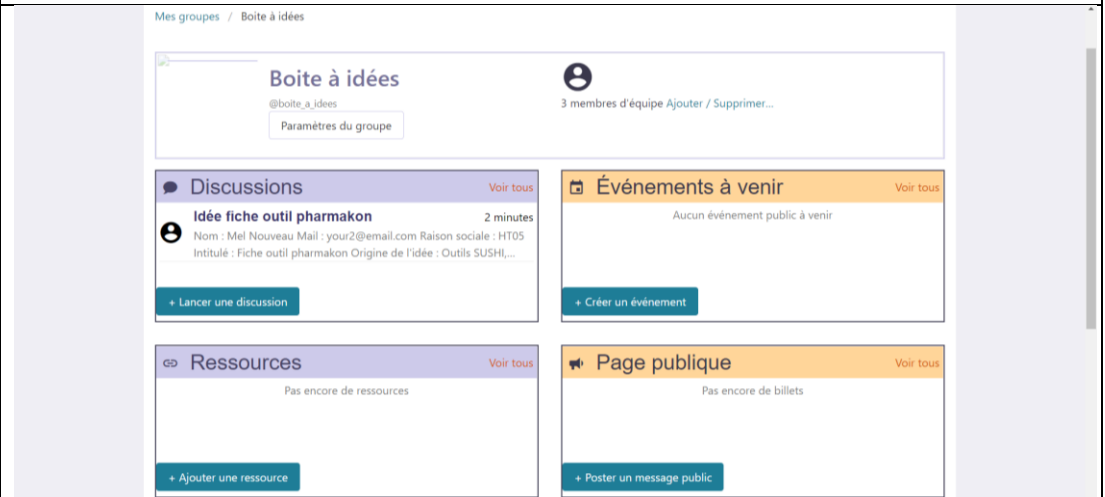 Mes groupes / Boite à idées
Boite à idées
@boite_a_idees
Paramètres du groupe
3 membres d'équipe Ajouter / Supprimer...
Discussions Voir tous
Idée fiche outil pharmakon 2 minutes
Nom : Mel Nouveau Mail : your2@email.com Raison sociale : HT05
Intitulé : Fiche outil pharmakon Origine de l'idée : Outils SUSHI,...
+ Lancer une discussion
Événements à venir Voir tous
Aucun événement public à venir
+ Créer un événement
Ressources Voir tous
Pas encore de ressources
+ Ajouter une ressource
Page publique Voir tous
Pas encore de billets
+ Poster un message public